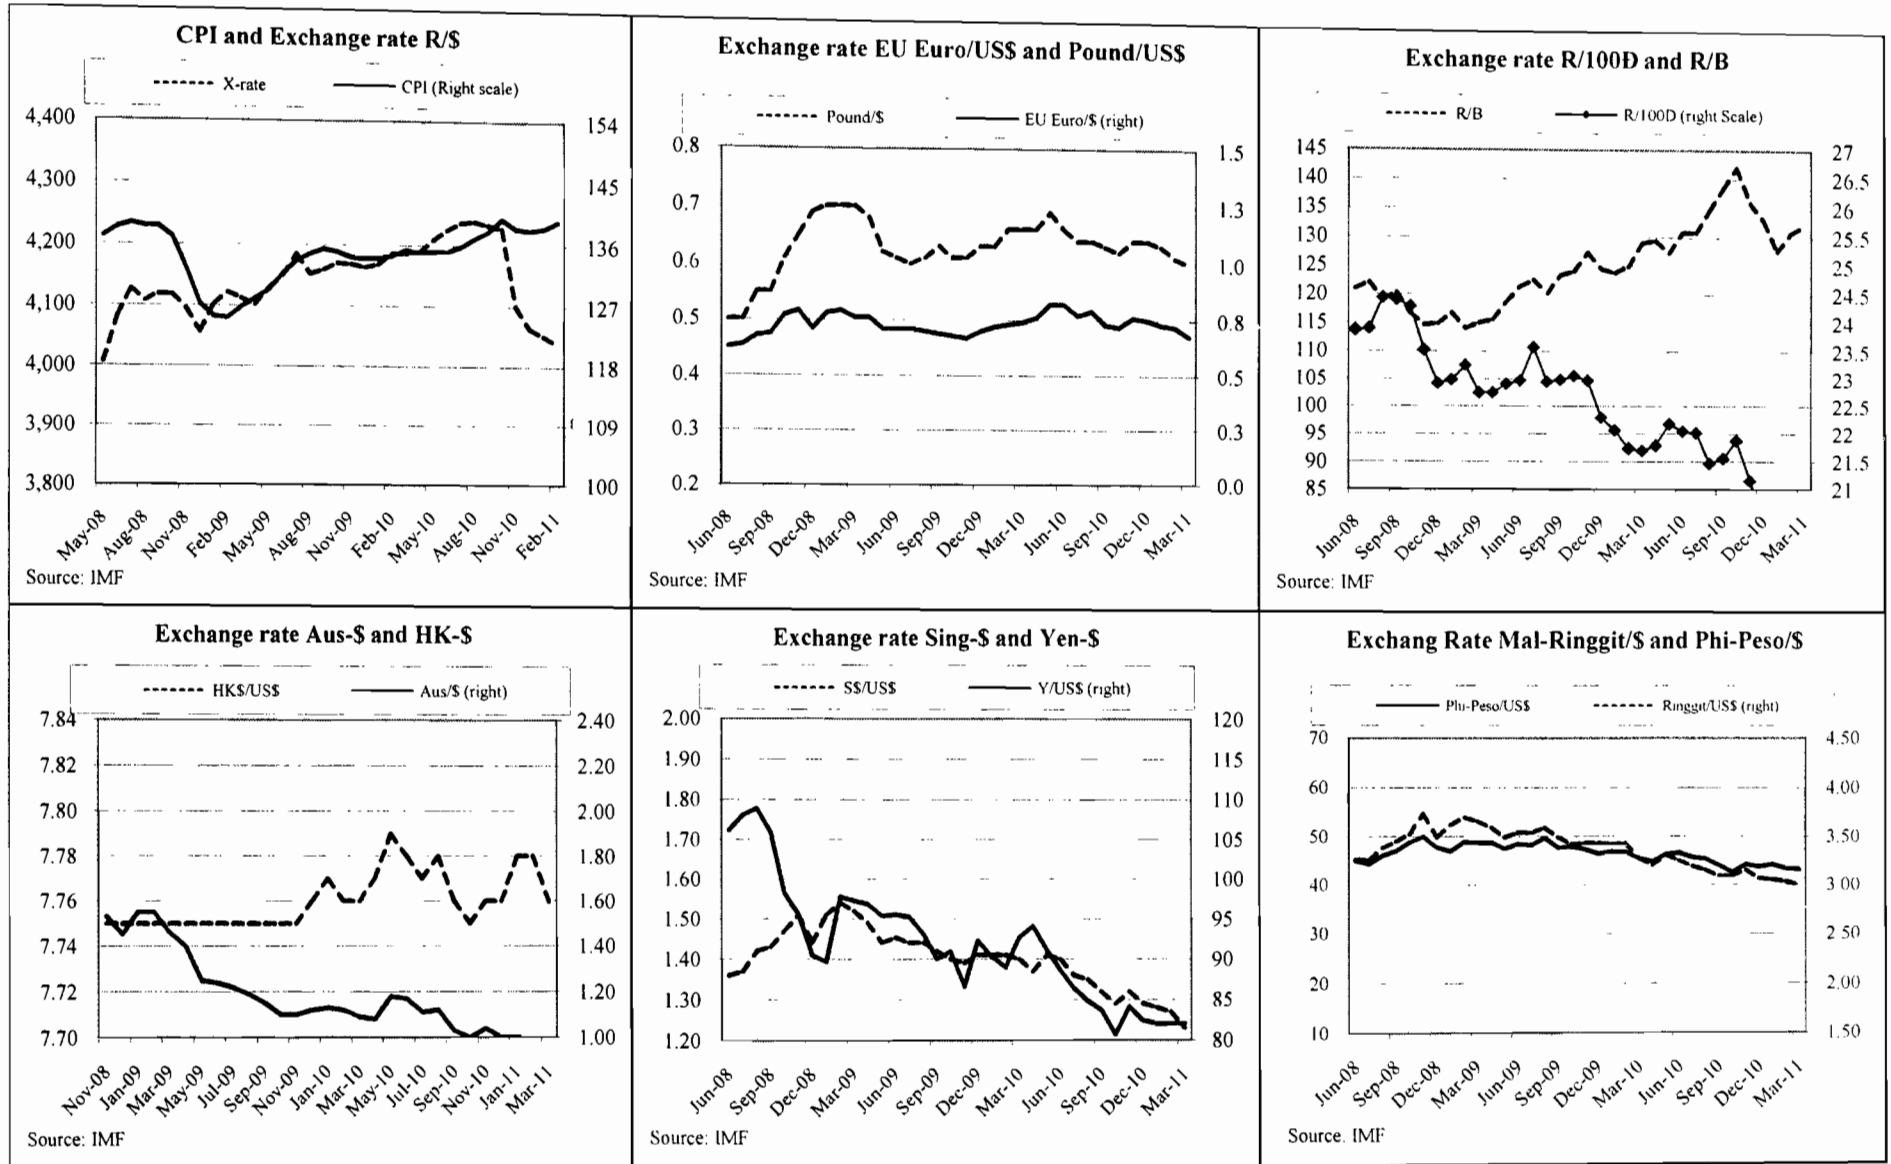 CPI and Exchange rate R/$
X-rate
CPI (Right scale)
4,400
4,300
4,200
4,100
4,000
3,900
3,800
154
145
136
127
118
109
100
May-08
Aug-08
Nov-08
Feb-09
May-09
Aug-09
Nov-09
Feb-10
May-10
Aug-10
Nov-10
Feb-11
Source: IMF
Exchange rate EU Euro/US$ and Pound/US$
Pound/$
EU Euro/$ (right)
0.8
0.7
0.6
0.5
0.4
0.3
0.2
1.5
1.3
1.0
0.8
0.5
0.3
0.0
Jun-08
Sep-08
Dec-08
Mar-09
Jun-09
Sep-09
Dec-09
Mar-10
Jun-10
Sep-10
Dec-10
Mar-11
Source: IMF
Exchange rate R/100Đ and R/B
R/B
R/100D (right Scale)
145
140
135
130
125
120
115
110
105
100
95
90
85
27
26.5
26
25.5
25
24.5
24
23.5
23
22.5
22
21.5
21
Jun-08
Sep-08
Dec-08
Mar-09
Jun-09
Sep-09
Dec-09
Mar-10
Jun-10
Sep-10
Dec-10
Mar-11
Source: IMF
Exchange rate Aus-$ and HK-$
HK$/US$
Aus/$ (right)
7.84
7.82
7.80
7.78
7.76
7.74
7.72
7.70
2.40
2.20
2.00
1.80
1.60
1.40
1.20
1.00
Nov-08
Jan-09
Mar-09
May-09
Jul-09
Sep-09
Nov-09
Jan-10
Mar-10
May-10
Jul-10
Sep-10
Nov-10
Jan-11
Mar-11
Source: IMF
Exchange rate Sing-$ and Yen-$
S$/US$
Y/US$ (right)
2.00
1.90
1.80
1.70
1.60
1.50
1.40
1.30
1.20
120
115
110
105
100
95
90
85
80
Jun-08
Sep-08
Dec-08
Mar-09
Jun-09
Sep-09
Dec-09
Mar-10
Jun-10
Sep-10
Dec-10
Mar-11
Source: IMF
Exchang Rate Mal-Ringgit/$ and Phi-Peso/$
Phi-Peso/US$
Ringgit/US$ (right)
70
60
50
40
30
20
10
4.50
4.00
3.50
3.00
2.50
2.00
1.50
Jun-08
Sep-08
Dec-08
Mar-09
Jun-09
Sep-09
Dec-09
Mar-10
Jun-10
Sep-10
Dec-10
Mar-11
Source. IMF